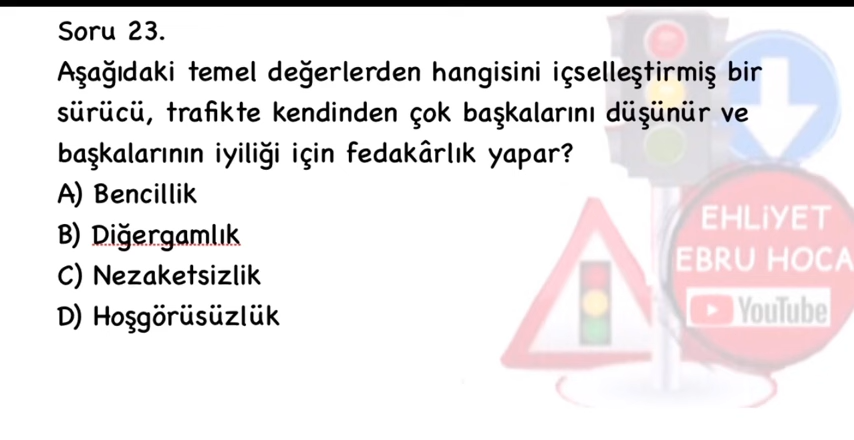 Soru 23.
Aşağıdaki temel değerlerden hangisini içselleştirmiş bir
sürücü, trafikte kendinden çok başkalarını düşünür ve
başkalarının iyiliği için fedakârlık yapar?
A) Bencillik
B) Diğergamlık
C) Nezaketsizlik
D) Hoşgörüsüzlük
EHLİYET
EBRU HOCA
YouTube